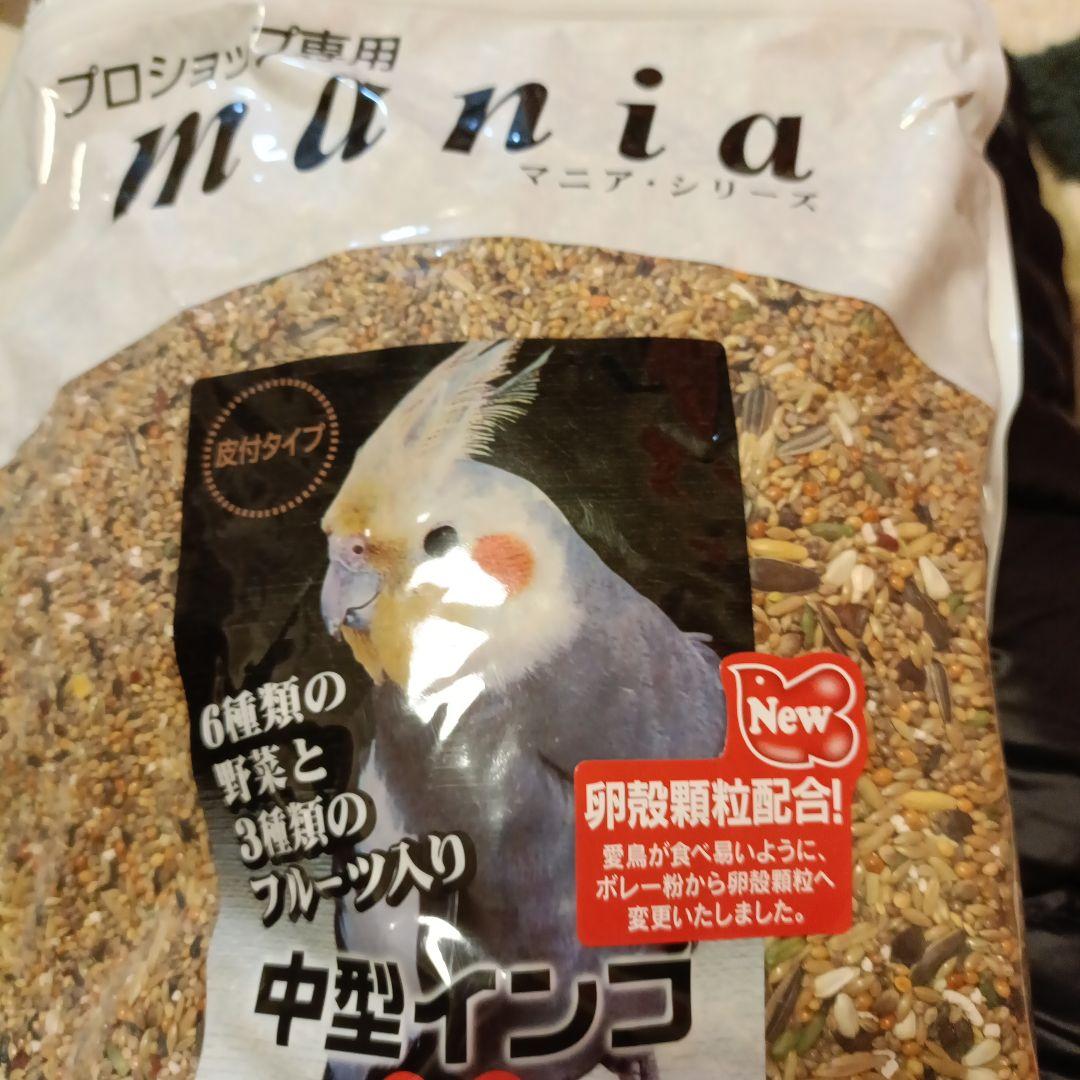 プロショップ専用
mania
マニア・シリーズ
皮付タイプ
6種類の
野菜と
3種類の
フルーツ入り
New
卵殻顆粒配合!
愛鳥が食べ易いように、
ボレー粉から卵殻顆粒へ
変更いたしました。
中型インコ